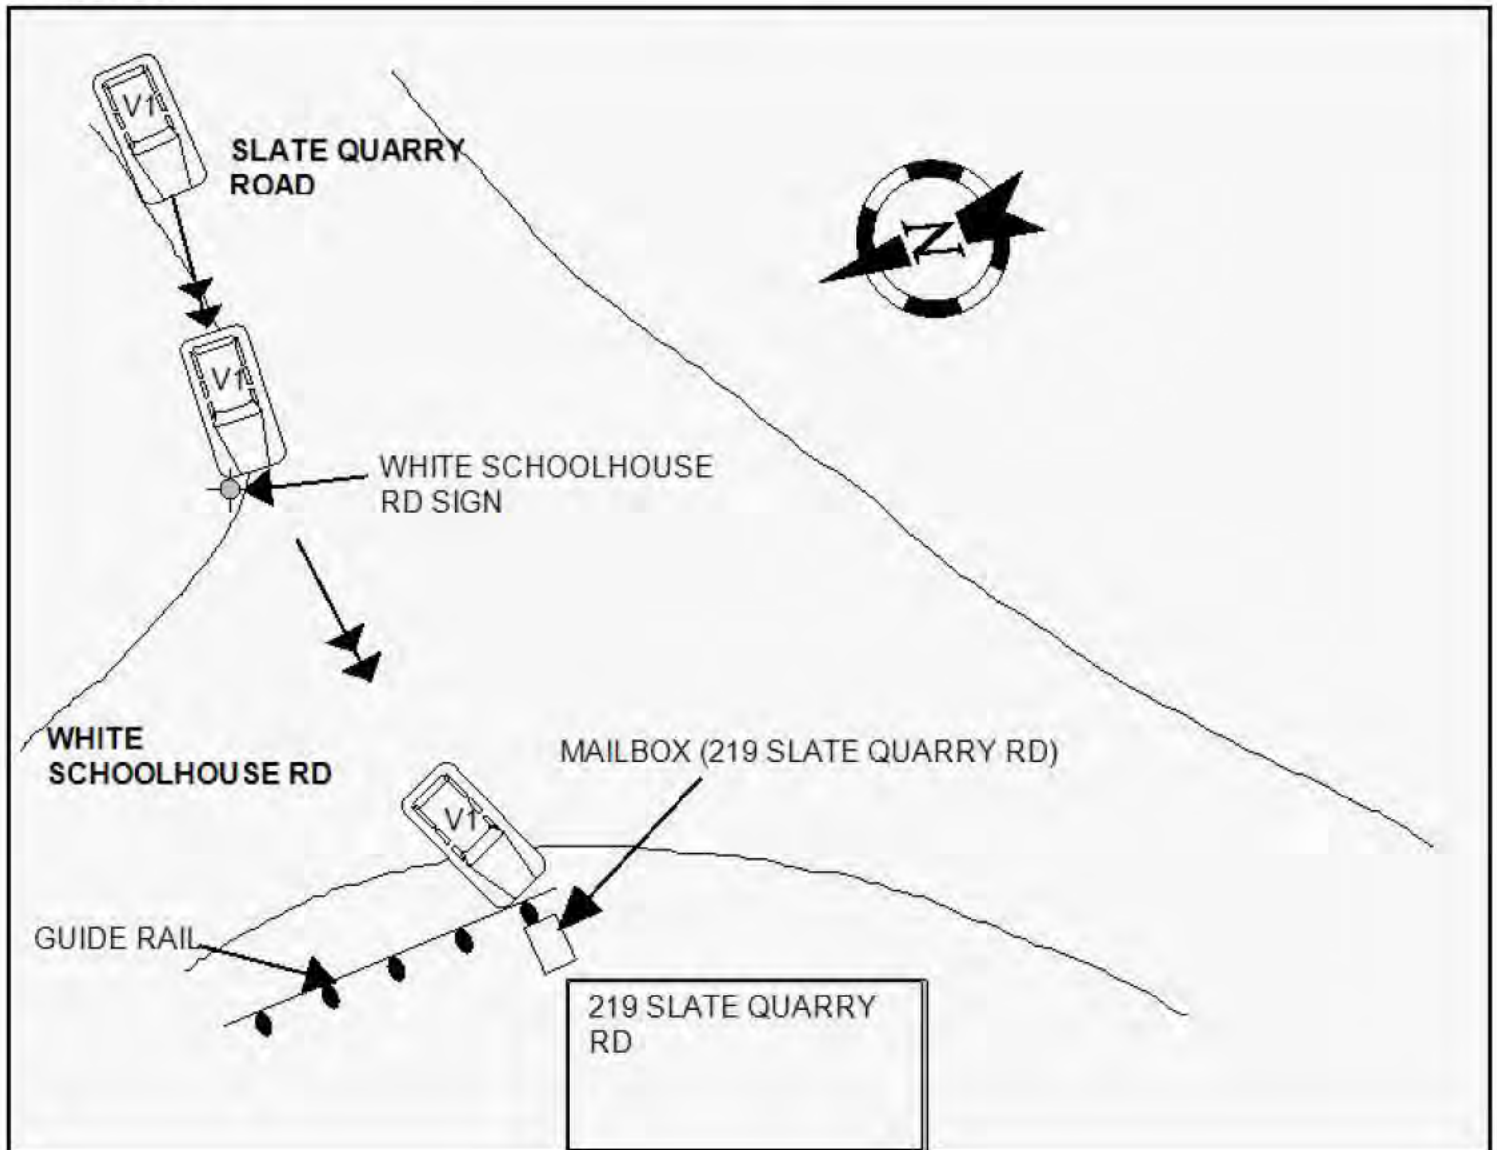 V1
SLATE QUARRY
ROAD
N
V1
WHITE SCHOOLHOUSE
RD SIGN
WHITE
SCHOOLHOUSE RD
MAILBOX (219 SLATE QUARRY RD)
V1
GUIDE RAIL
219 SLATE QUARRY
RD